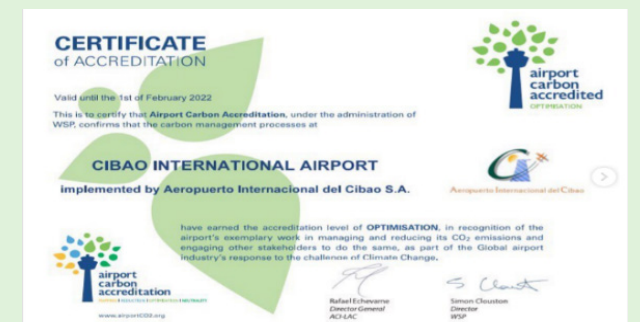 CERTIFICATE
of ACCREDITATION
airport
carbon
accredited
OPTIMISATION
Valid until the 1st of February 2022
This is to certify that Airport Carbon Accreditation, under the administration of
WSP, confirms that the carbon management processes at
CIBAO INTERNATIONAL AIRPORT
implemented by Aeropuerto Internacional del Cibao S.A.
Aeropuerto Internacional del Cibao
have earned the accreditation level of OPTIMISATION, in recognition of the
airport's exemplary work in managing and reducing its CO₂ emissions and
engaging other stakeholders to do the same, as part of the Global airport
industry's response to the challenge of Climate Change.
airport
carbon
accreditation
www.airportCO2.org
Rafael Echevarne
Director General
ACI-LAC
S Clouston
Simon Clouston
Director
WSP